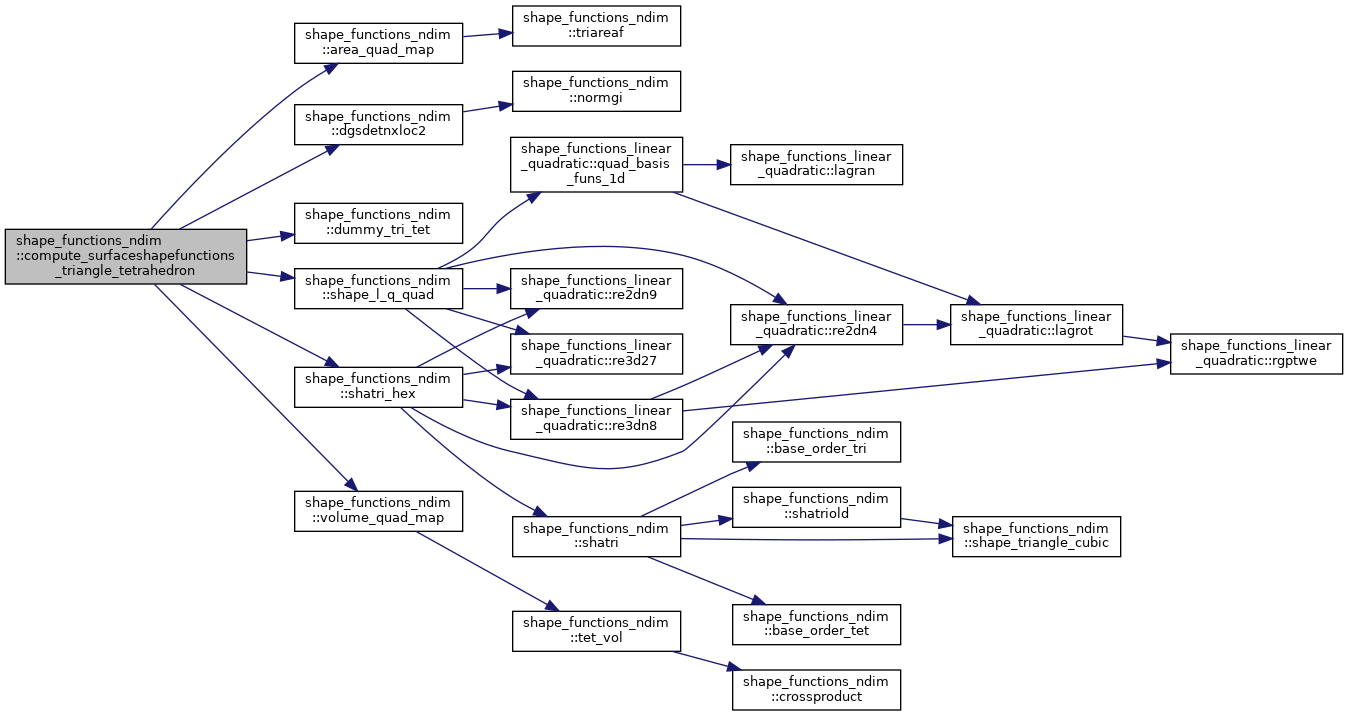 shape_functions_ndim
::compute_surfaceshapefunctions
_triangle_tetrahedron
shape_functions_ndim
::area_quad_map
shape_functions_ndim
::dgsdetnxloc2
shape_functions_ndim
::dummy_tri_tet
shape_functions_ndim
::shape_l_q_quad
shape_functions_ndim
::shatri_hex
shape_functions_ndim
::volume_quad_map
shape_functions_ndim
::triareaf
shape_functions_ndim
::normgi
shape_functions_linear
_quadratic::quad_basis
_funs_1d
shape_functions_linear
_quadratic::re2dn9
shape_functions_linear
_quadratic::re3d27
shape_functions_linear
_quadratic::re3dn8
shape_functions_ndim
::shatri
shape_functions_ndim
::tet_vol
shape_functions_linear
_quadratic::lagran
shape_functions_linear
_quadratic::re2dn4
shape_functions_ndim
::base_order_tri
shape_functions_ndim
::shatriold
shape_functions_ndim
::base_order_tet
shape_functions_ndim
::crossproduct
shape_functions_linear
_quadratic::lagrot
shape_functions_ndim
::shape_triangle_cubic
shape_functions_linear
_quadratic::rgptwe